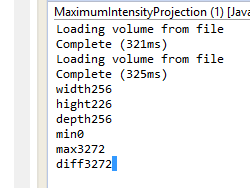 MaximumIntensityProjection (1) [Java
Loading volume from file
Complete (321ms)
Loading volume from file
Complete (325ms)
width256
hight226
depth256
min0
max3272
diff3272